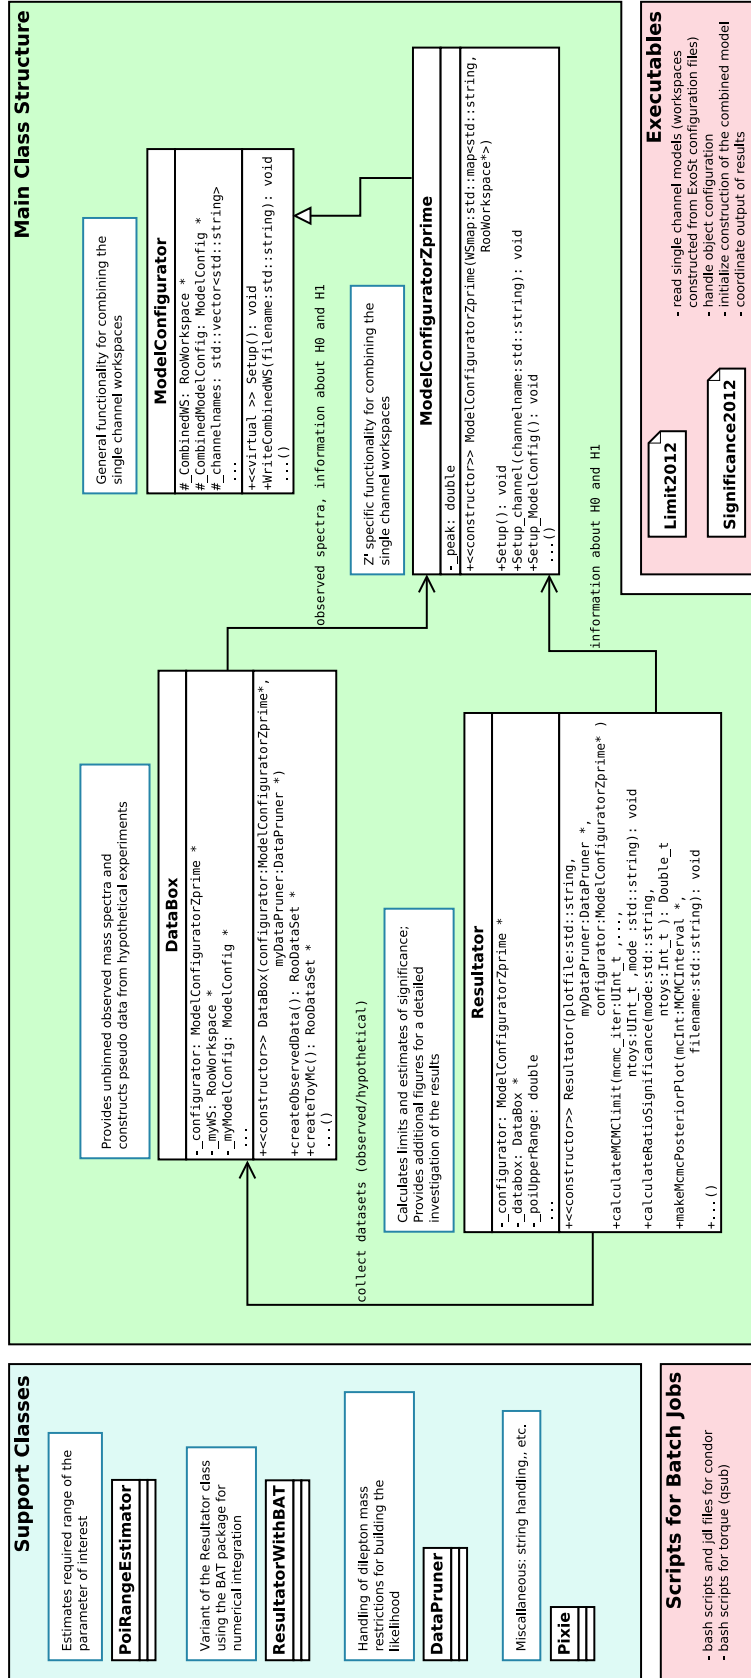 Support Classes
Estimates required range of the
parameter of interest
PoiRangeEstimator
Variant of the Resultator class
using the BAT package for
numerical integration
ResultatorWithBAT
Handling of dilepton mass
restrictions for building the
likelihood
DataPruner
Miscallaneous: string handling,, etc.
Pixie
Scripts for Batch Jobs
- bash scripts and jdl files for condor
- bash scripts for torque (qsub)
Main Class Structure
Provides unbinned observed mass spectra and
constructs pseudo data from hypothetical experiments
DataBox
-_configurator: ModelConfiguratorZprime *
-_myWS: RooWorkspace *
-_myModelConfig: ModelConfig *
...
+<<constructor>> DataBox(configurator:ModelConfiguratorZprime*,
myDataPruner:DataPruner *)
+createObservedData(): RooDataSet *
+createToyMc(): RooDataSet *
...()
collect datasets (observed/hypothetical)
Calculates limits and estimates of significance;
Provides additional figures for a detailed
investigation of the results
Resultator
-_configurator: ModelConfiguratorZprime *
-_databox: DataBox *
-_poiUpperRange: double
...
+<<constructor>> Resultator(plotfile:std::string,
myDataPruner:DataPruner *,
configurator:ModelConfiguratorZprime* )
+calculateMCMClimit(mcmc_iter:UInt_t ,...,
ntoys:UInt_t ,mode :std::string): void
+calculateRatioSignificance(mode:std::string,
ntoys:Int_t ): Double_t
+makeMcmcPosteriorPlot(mcInt:MCMCInterval *,
filename:std::string): void
+...()
General functionality for combining the
single channel workspaces
ModelConfigurator
#_CombinedWS: RooWorkspace *
#_CombinedModelConfig: ModelConfig *
#_channelnames: std::vector<std::string>
...
+<<virtual >> Setup(): void
+WriteCombinedWS(filename:std::string): void
...()
observed spectra, information about H0 and H1
Z' specific functionality for combining the
single channel workspaces
ModelConfiguratorZprime
-_peak: double
+<<constructor>> ModelConfiguratorZprime(WSmap:std::map<std::string,
RooWorkspace*>)
+Setup(): void
+Setup_channel(channelname:std::string): void
+Setup_ModelConfig(): void
...()
information about H0 and H1
Executables
- read single channel models (workspaces
constructed from ExoSt configuration files)
- handle object configuration
- initialize construction of the combined model
- coordinate output of results
Limit2012
Significance2012